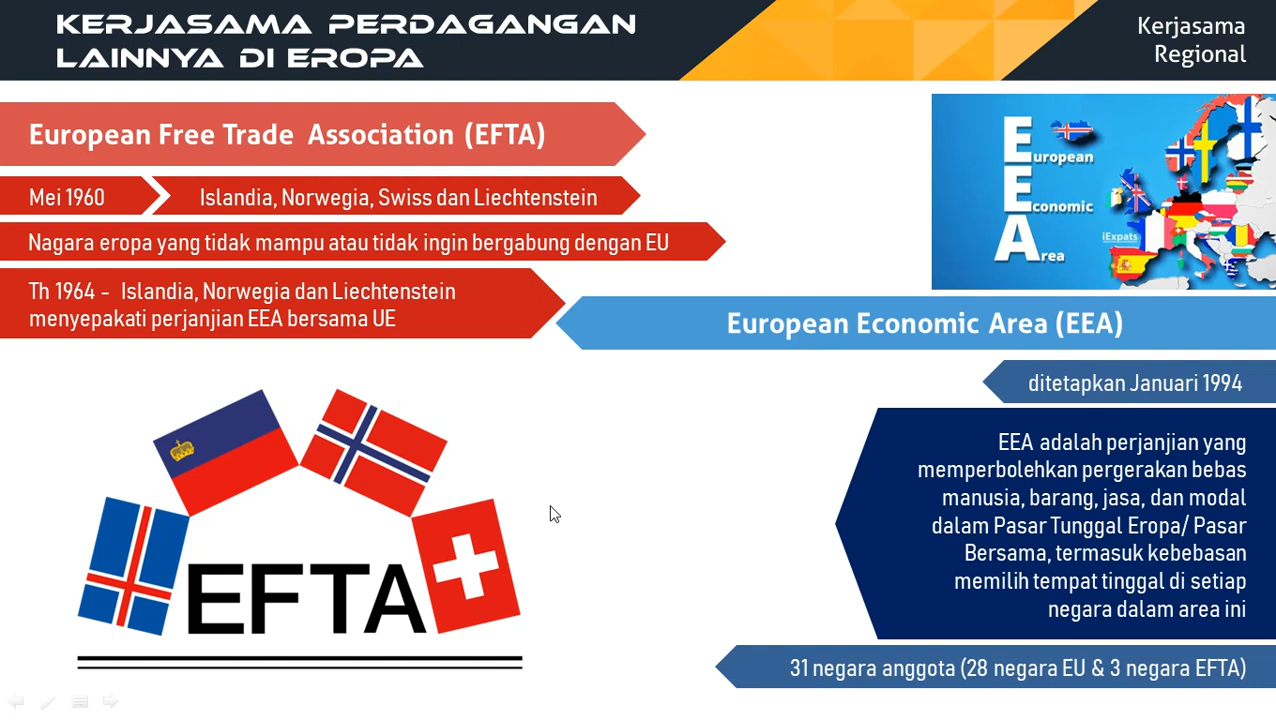 KERJASAMA PERDAGANGAN
LAINNYA DI EROPA
Kerjasama
Regional
European Free Trade Association (EFTA)
Mei 1960
Islandia, Norwegia, Swiss dan Liechtenstein
Nagara eropa yang tidak mampu atau tidak ingin bergabung dengan EU
Th 1964 - Islandia, Norwegia dan Liechtenstein
menyepakati perjanjian EEA bersama UE
European
Economic
Area
iExpats
European Economic Area (EEA)
ditetapkan Januari 1994
EEA adalah perjanjian yang
memperbolehkan pergerakan bebas
manusia, barang, jasa, dan modal
dalam Pasar Tunggal Eropa/ Pasar
Bersama, termasuk kebebasan
memilih tempat tinggal di setiap
negara dalam area ini
31 negara anggota (28 negara EU & 3 negara EFTA)
EFTA